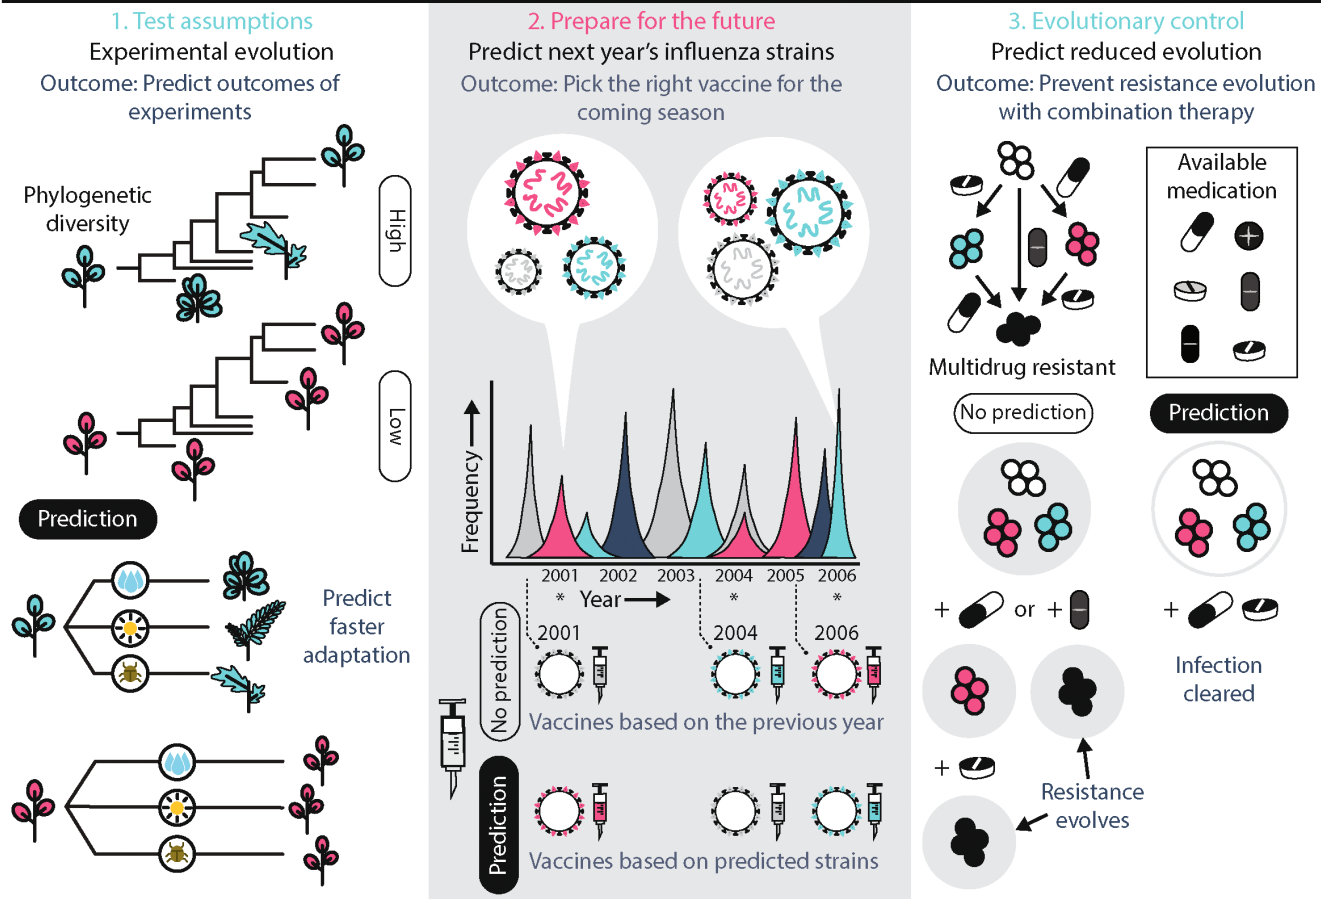 1. Test assumptions
Experimental evolution
Outcome: Predict outcomes of
experiments
Phylogenetic
diversity
High
Low
Prediction
Predict
faster
adaptation
2. Prepare for the future
Predict next year's influenza strains
Outcome: Pick the right vaccine for the
coming season
Frequency
2001 2002 2003 2004 2005 2006
* Year * *
No prediction
2001 2004 2006
Vaccines based on the previous year
Prediction
Vaccines based on predicted strains
3. Evolutionary control
Predict reduced evolution
Outcome: Prevent resistance evolution
with combination therapy
Available
medication
Multidrug resistant
No prediction
Prediction
+ or +
+
Infection
cleared
+
Resistance
evolves